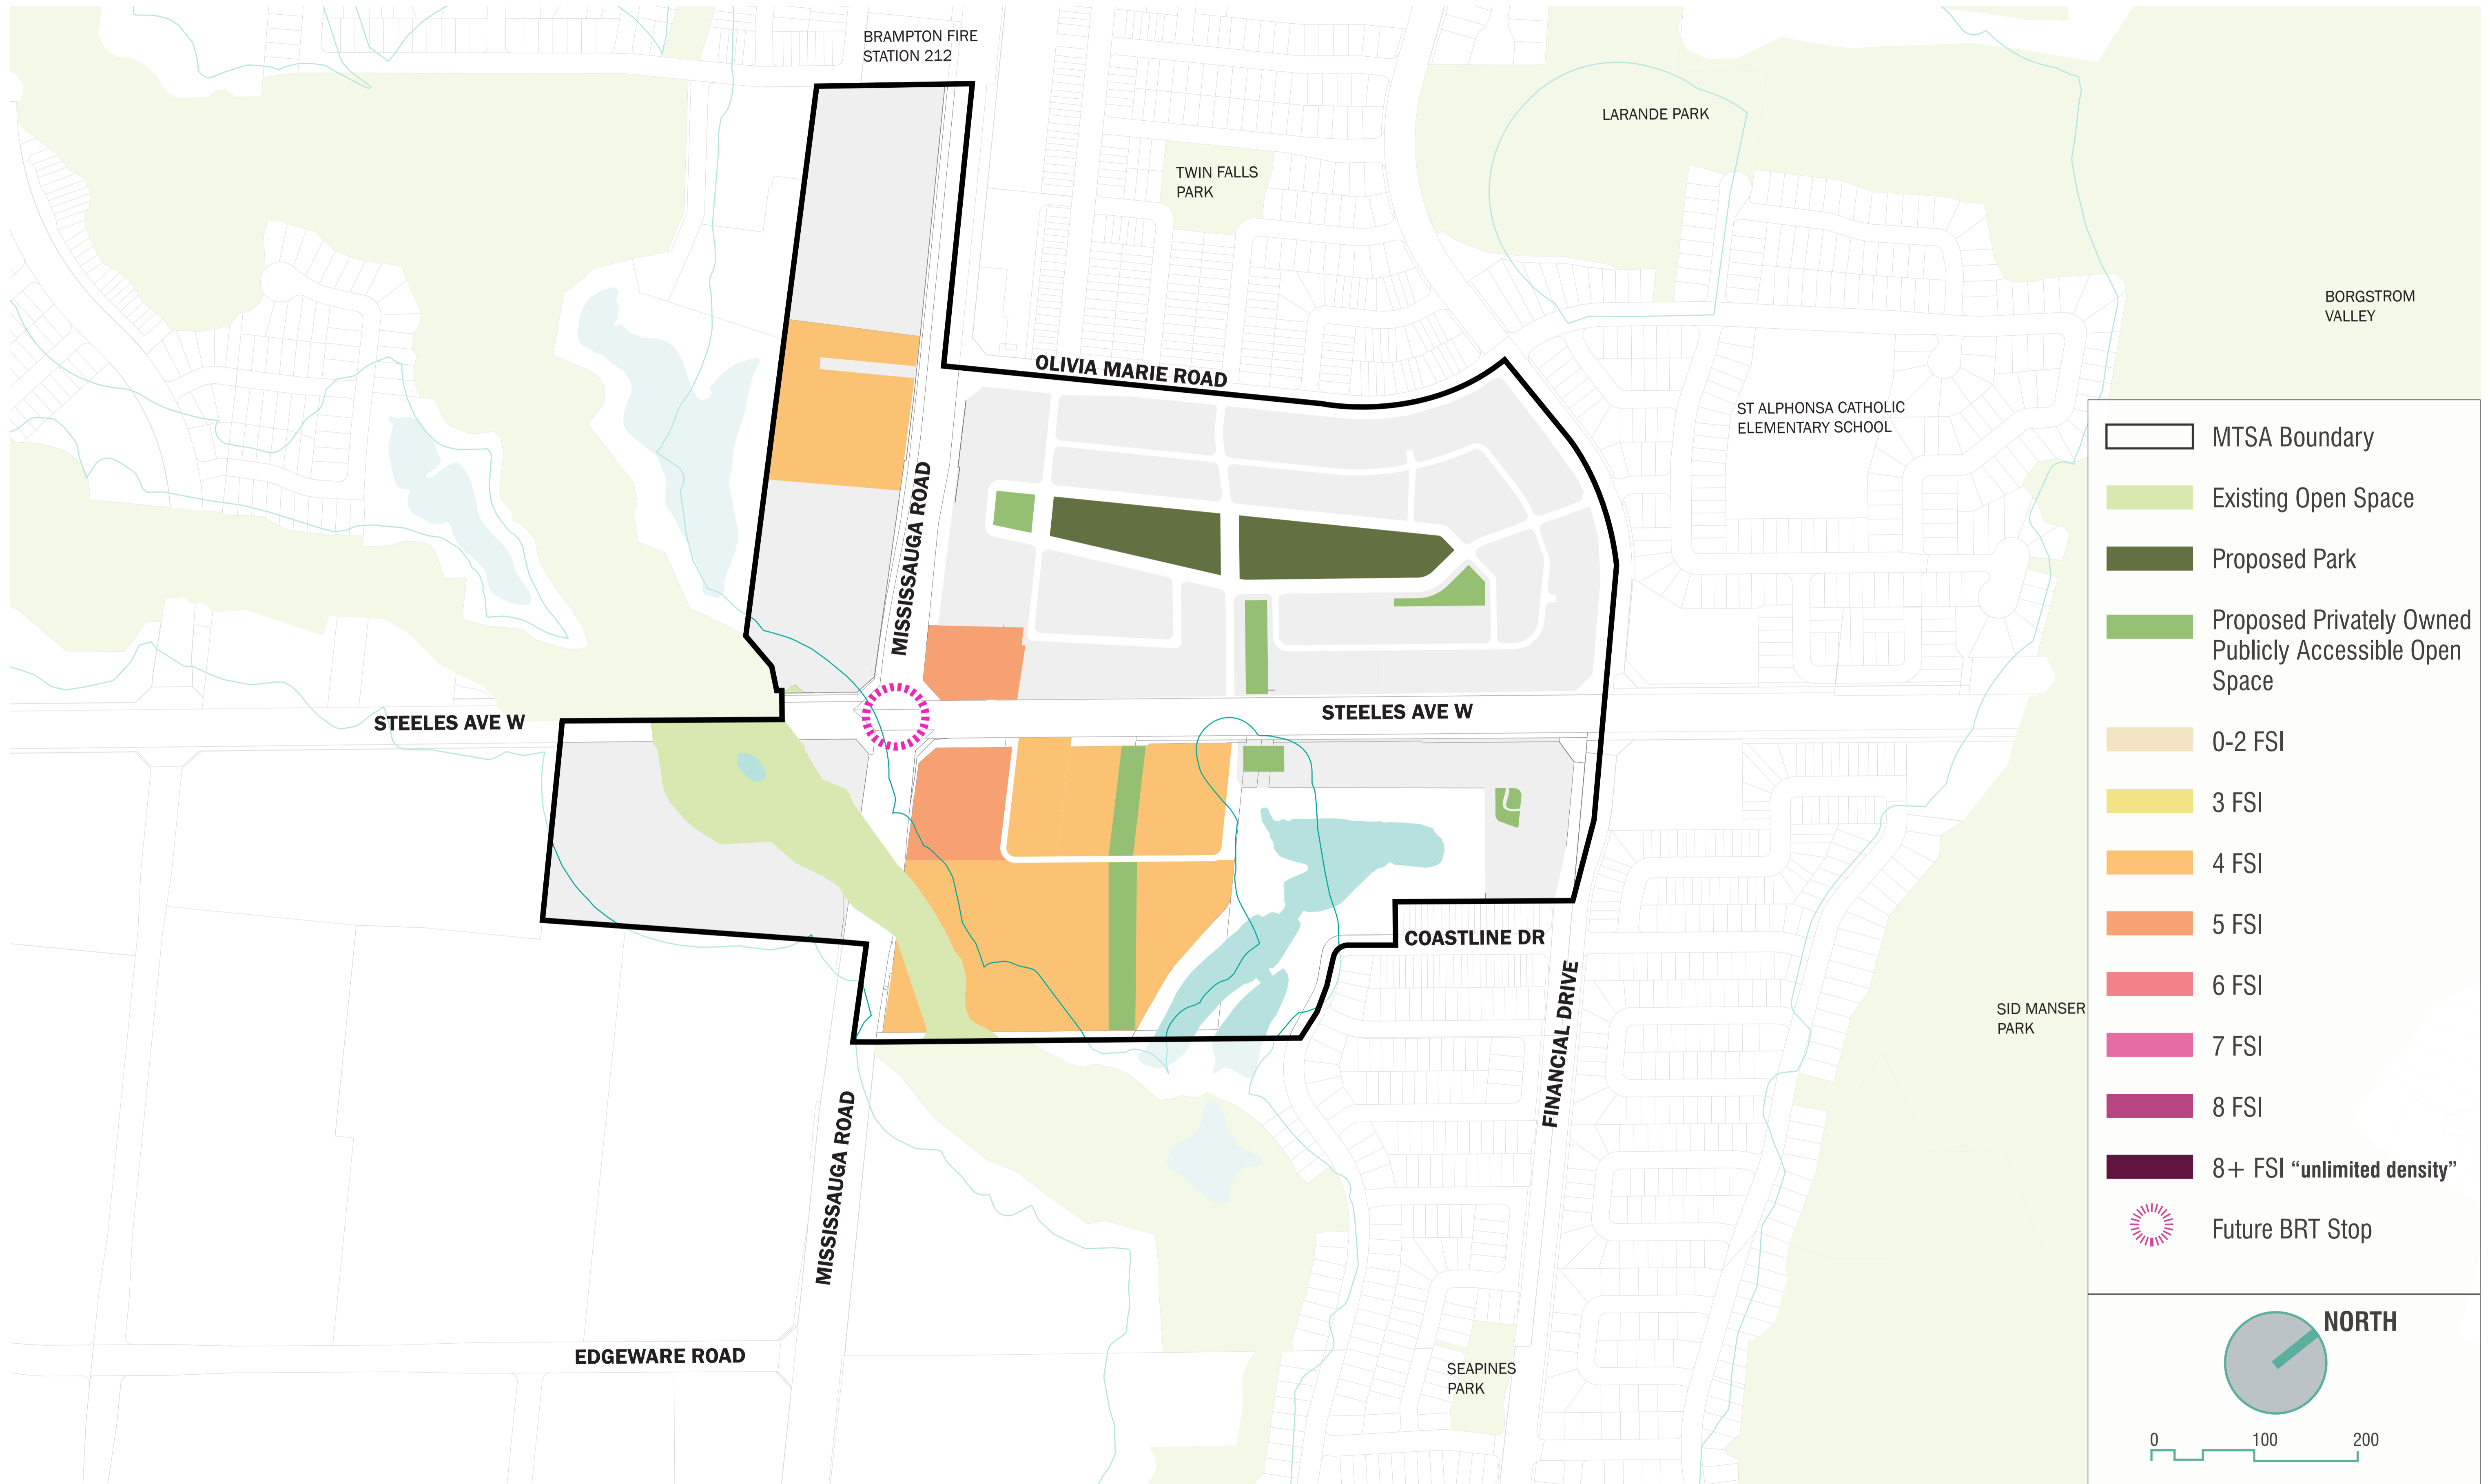 BRAMPTON FIRE
STATION 212
LARANDE PARK
TWIN FALLS
PARK
BORGSTROM
VALLEY
OLIVIA MARIE ROAD
ST ALPHONSA CATHOLIC
ELEMENTARY SCHOOL
MISSISSAUGA ROAD
STEELES AVE W
STEELES AVE W
COASTLINE DR
FINANCIAL DRIVE
SID MANSER
PARK
MISSISSAUGA ROAD
EDGEWARE ROAD
SEAPINES
PARK
MTSA Boundary
Existing Open Space
Proposed Park
Proposed Privately Owned
Publicly Accessible Open
Space
0-2 FSI
3 FSI
4 FSI
5 FSI
6 FSI
7 FSI
8 FSI
8+ FSI “unlimited density”
Future BRT Stop
NORTH
0 100 200